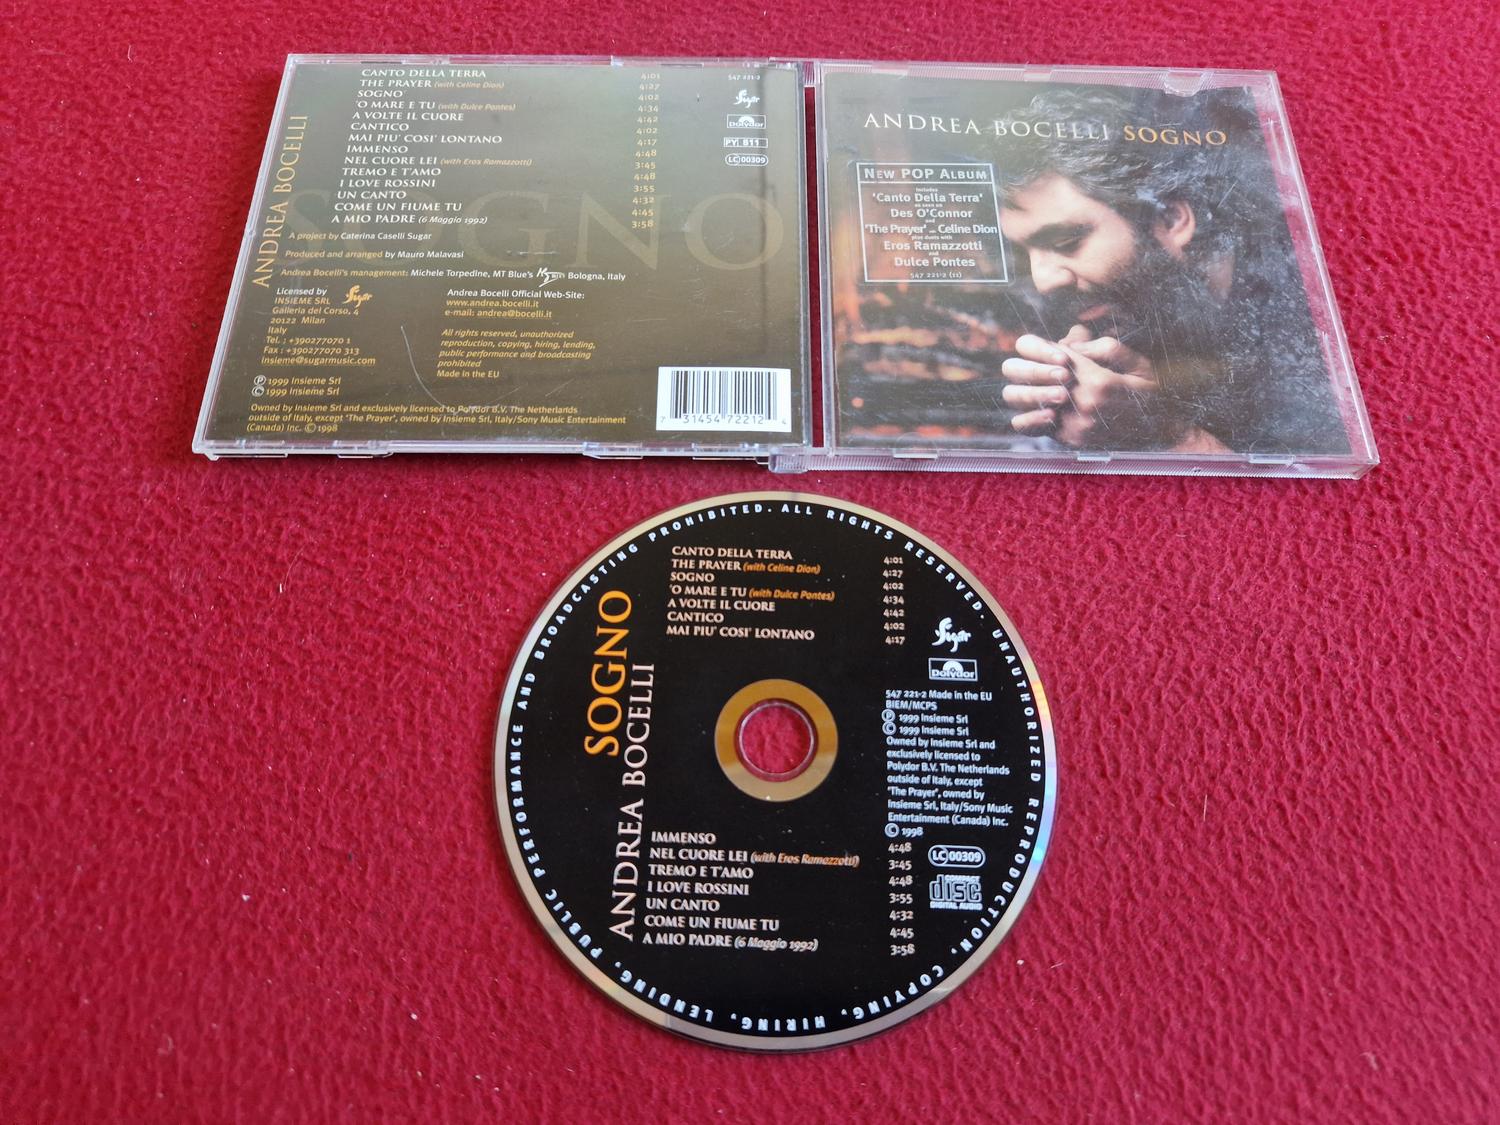 ANDREA BOCELLI
CANTO DELLA TERRA 4:01
THE PRAYER (with Celine Dion) 4:27
SOGNO 4:02
'O MARE E TU (with Dulce Pontes) 4:34
A VOLTE IL CUORE 4:42
CANTICO 4:02
MAI PIU' COSI' LONTANO 4:17
IMMENSO 4:48
NEL CUORE LEI (with Eros Ramazzotti) 3:45
TREMO E T'AMO 4:48
I LOVE ROSSINI 3:55
UN CANTO 4:32
COME UN FIUME TU 4:45
A MIO PADRE (6 Maggio 1992) 3:58
547 221-2
Sugar
Polydor
PY 811
LC 00309
SOGNO
A project by Caterina Caselli Sugar
Produced and arranged by Mauro Malavasi
Andrea Bocelli's management: Michele Torpedine, MT Blue's Bologna, Italy
Licensed by
INSIEME SRL
Sugar
Galleria del Corso, 4
20122 Milan
Italy
Tel. : +390277070 1
Fax : +390277070 313
insieme@sugarmusic.com
Andrea Bocelli Official Web-Site:
www.andrea.bocelli.it
e-mail: andrea@bocelli.it
All rights reserved, unauthorized
reproduction, copying, hiring, lending,
public performance and broadcasting
prohibited
Made in the EU
Ⓟ 1999 Insieme Srl
© 1999 Insieme Srl
Owned by Insieme Srl and exclusively licensed to Polydor B.V. The Netherlands
outside of Italy, except 'The Prayer', owned by Insieme Srl, Italy/Sony Music Entertainment
(Canada) Inc. © 1998
7 31454 72212 4
ANDREA BOCELLI SOGNO
NEW POP ALBUM
Includes
'Canto Della Terra'
as seen on
Des O'Connor
and
'The Prayer' with Celine Dion
plus duets with
Eros Ramazzotti
and
Dulce Pontes
547 221-2 (11)
ALL RIGHTS RESERVED. UNAUTHORIZED REPRODUCTION, COPYING, HIRING, LENDING, PUBLIC PERFORMANCE AND BROADCASTING PROHIBITED.
SOGNO
ANDREA BOCELLI
CANTO DELLA TERRA 4:01
THE PRAYER (with Celine Dion) 4:27
SOGNO 4:02
'O MARE E TU (with Dulce Pontes) 4:34
A VOLTE IL CUORE 4:42
CANTICO 4:02
MAI PIU' COSI' LONTANO 4:17
Sugar
Polydor
547 221-2 Made in the EU
BIEM/MCPS
Ⓟ 1999 Insieme Srl
© 1999 Insieme Srl
Owned by Insieme Srl and
exclusively licensed to
Polydor B.V. The Netherlands
outside of Italy, except
'The Prayer', owned by
Insieme Srl, Italy/Sony Music
Entertainment (Canada) Inc.
© 1998
IMMENSO 4:48
NEL CUORE LEI (with Eros Ramazzotti) 3:45
TREMO E T'AMO 4:48
I LOVE ROSSINI 3:55
UN CANTO 4:32
COME UN FIUME TU 4:45
A MIO PADRE (6 Maggio 1992) 3:58
LC 00309
COMPACT
disc
DIGITAL AUDIO